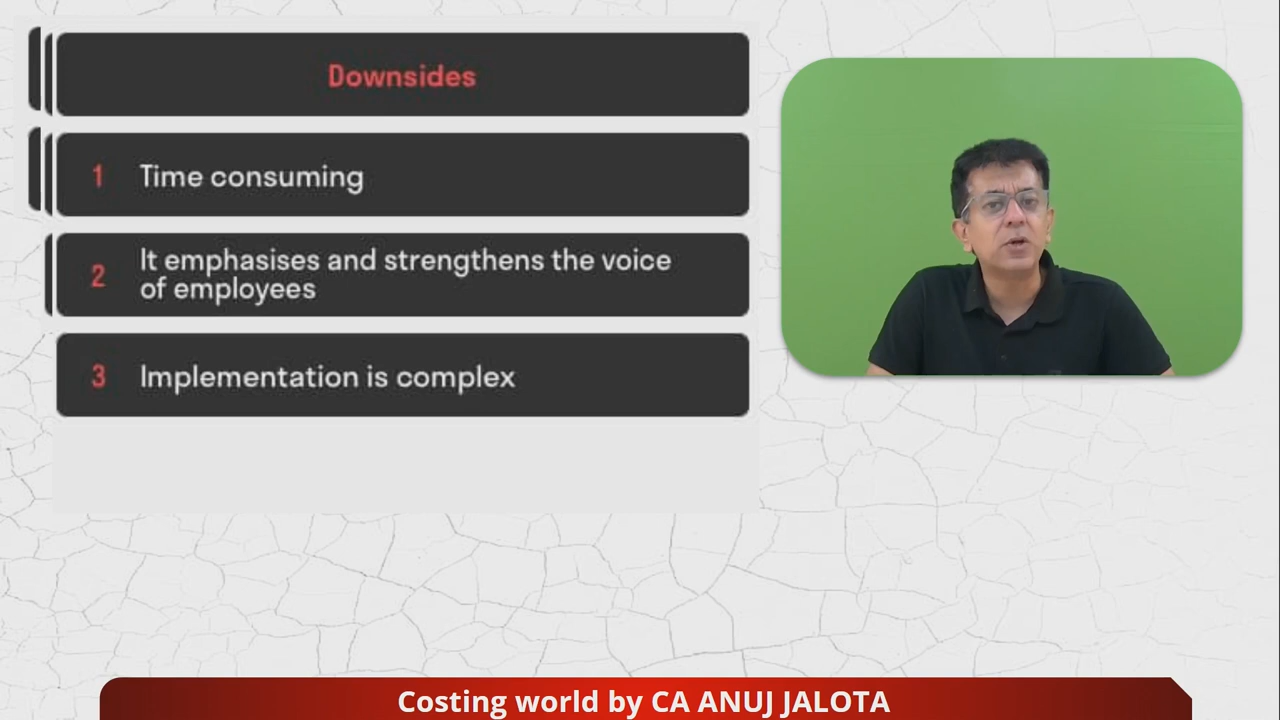 Downsides
1 Time consuming
2 It emphasises and strengthens the voice
of employees
3 Implementation is complex
Costing world by CA ANUJ JALOTA